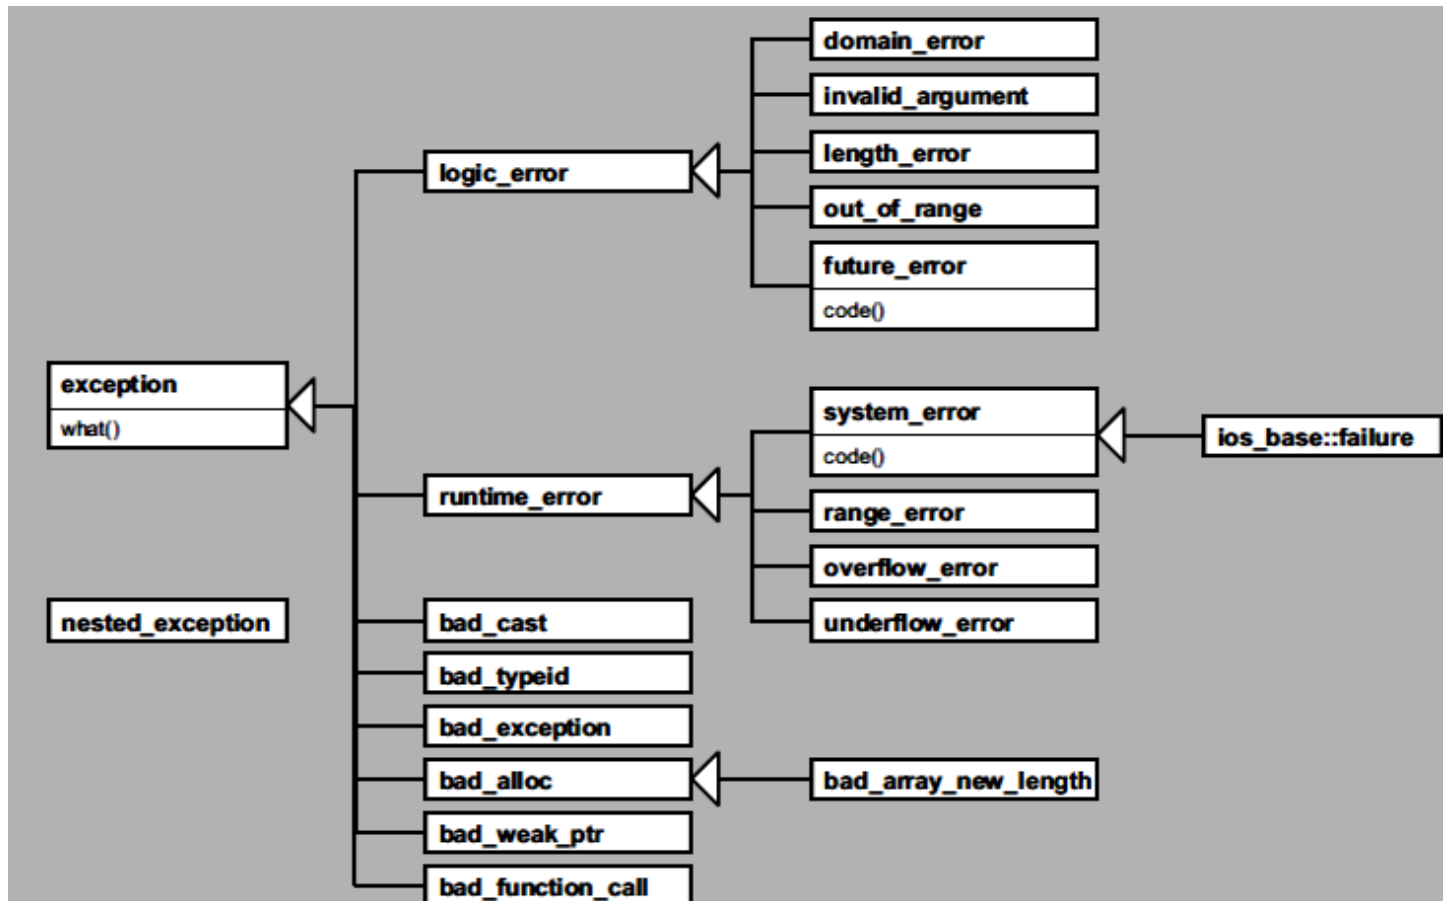 exception
what()
nested_exception
logic_error
runtime_error
bad_cast
bad_typeid
bad_exception
bad_alloc
bad_weak_ptr
bad_function_call
domain_error
invalid_argument
length_error
out_of_range
future_error
code()
system_error
code()
range_error
overflow_error
underflow_error
bad_array_new_length
ios_base::failure